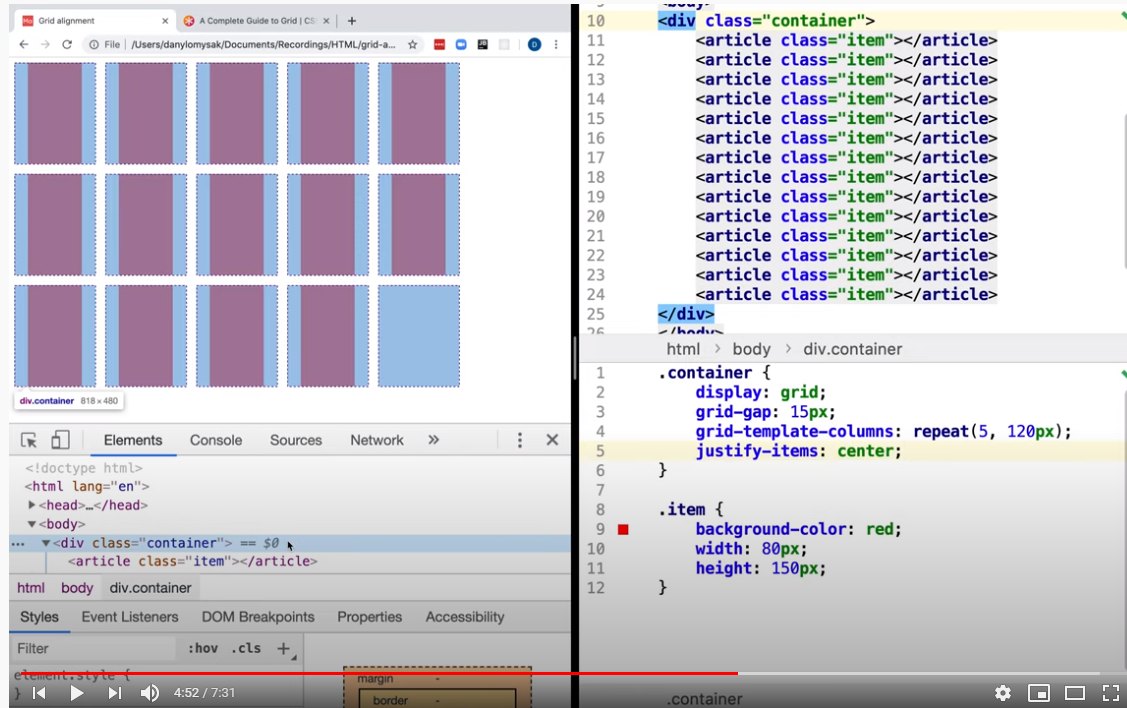 Grid alignment
A Complete Guide to Grid | CS
File | /Users/danylomysak/Documents/Recordings/HTML/grid-a...
div.container 818 × 480
Elements Console Sources Network »
<!doctype html>
<html lang="en">
<head>…</head>
<body>
<div class="container"> == $0
<article class="item"></article>
html body div.container
Styles Event Listeners DOM Breakpoints Properties Accessibility
Filter :hov .cls +
element.style {
}
margin -
border -
4:52 / 7:31
9 <body>
10 <div class="container">
11 <article class="item"></article>
12 <article class="item"></article>
13 <article class="item"></article>
14 <article class="item"></article>
15 <article class="item"></article>
16 <article class="item"></article>
17 <article class="item"></article>
18 <article class="item"></article>
19 <article class="item"></article>
20 <article class="item"></article>
21 <article class="item"></article>
22 <article class="item"></article>
23 <article class="item"></article>
24 <article class="item"></article>
25 </div>
26 </body>
html > body > div.container
1 .container {
2 display: grid;
3 grid-gap: 15px;
4 grid-template-columns: repeat(5, 120px);
5 justify-items: center;
6 }
7
8 .item {
9 background-color: red;
10 width: 80px;
11 height: 150px;
12 }
.container